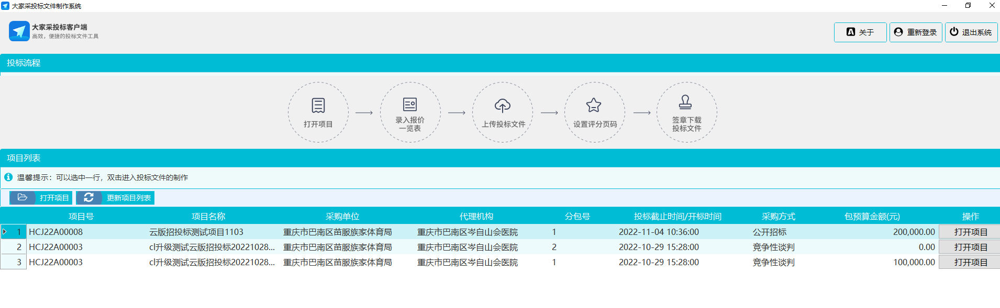 大家采投标文件制作系统
大家采投标客户端
高效，便捷的投标文件工具
关于
重新登录
退出系统
投标流程
打开项目
录入报价
一览表
上传投标文件
设置评分页码
签章下载
投标文件
项目列表
温馨提示：可以选中一行，双击进入投标文件的制作
打开项目 更新项目列表
项目号 项目名称 采购单位 代理机构 分包号 投标截止时间/开标时间 采购方式 包预算金额(元) 操作
1 HCJ22A00008 云版招投标测试项目1103 重庆市巴南区苗服族家体育局 重庆市巴南区岑自山会医院 1 2022-11-04 10:36:00 公开招标 200,000.00 打开项目
2 HCJ22A00003 cl升级测试云版招投标20221028... 重庆市巴南区苗服族家体育局 重庆市巴南区岑自山会医院 2 2022-10-29 15:28:00 竞争性谈判 0.00 打开项目
3 HCJ22A00003 cl升级测试云版招投标20221028... 重庆市巴南区苗服族家体育局 重庆市巴南区岑自山会医院 1 2022-10-29 15:28:00 竞争性谈判 100,000.00 打开项目